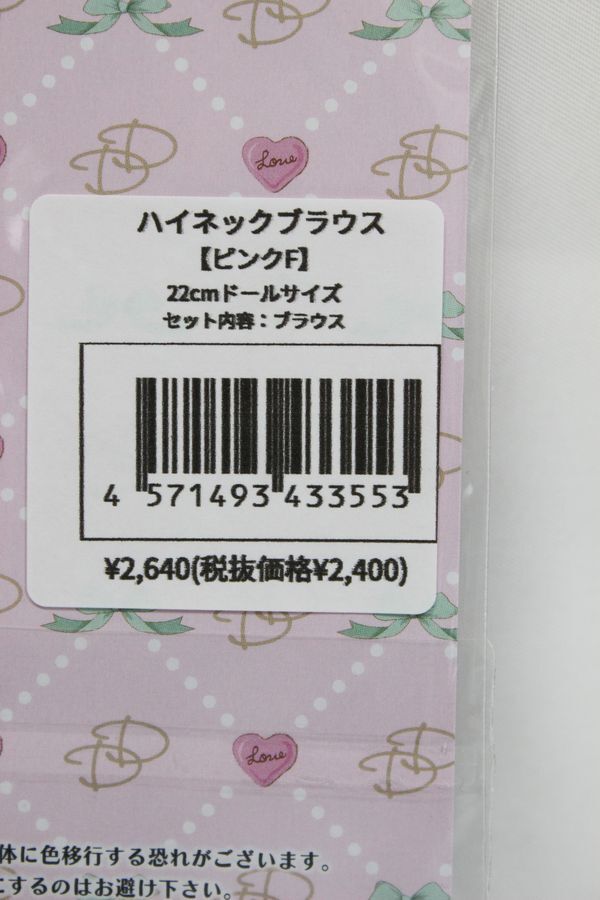 Love
ハイネックブラウス
【ピンクF】
22cmドールサイズ
セット内容：ブラウス
4 571493 433553
¥2,640(税抜価格¥2,400)
Love
体に色移行する恐れがございます。
にするのはお避け下さい。